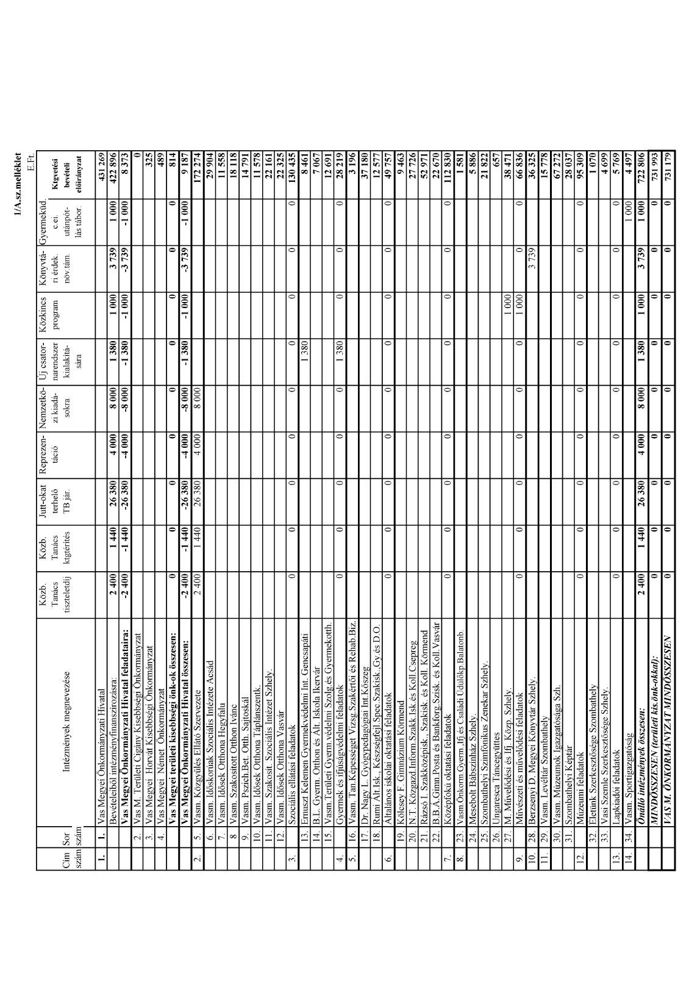 1/A.sz.melléklet
E.Ft.
Cím szám Sor szám Intézmények megnevezése Közb. Tanács tiszteletdíj Közb. Tanács ktgtérítés Jutt-okat terhelő TB jár. Reprezen-táció Nemzetkö-zi kiadá-sokra Új csator-narendszer kialakítá-sára Közkincs program Könyvtá-ri érdek. növ.tám. Gyermeküd. c.ei. utánpót-lás tábor. Ktgvetési bevételi előirányzat
1. 1. Vas Megyei Önkormányzati Hivatal 431 269
Bevételeiből intézményfinanszírozásra: 2 400 1 440 26 380 4 000 8 000 1 380 1 000 3 739 1 000 422 896
Vas Megyei Önkormányzati Hivatal feladataira: -2 400 -1 440 -26 380 -4 000 -8 000 -1 380 -1 000 -3 739 -1 000 8 373
2. Vas M. Területi Cigány Kisebbségi Önkormányzat 0
3. Vas Megyei Horvát Kisebbségi Önkormányzat 325
4. Vas Megyei Német Önkormányzat 489
Vas Megyei területi kisebbségi önk-ok összesen: 0 0 0 0 0 0 0 0 0 814
Vas Megyei Önkormányzati Hivatal összesen: -2 400 -1 440 -26 380 -4 000 -8 000 -1 380 -1 000 -3 739 -1 000 9 187
2. 5. Vasm. Közgyűlés Ellátó Szervezete 2 400 1 440 26 380 4 000 8 000 172 274
6. Vasm. Időskorúak Szociális Intézete Acsád 29 904
7. Vasm. Idősek Otthona Hegyfalu 11 558
8 Vasm. Szakosított Otthon Ivánc 18 118
9. Vasm. Pszich.Bet. Otth. Sajtoskál 14 791
10. Vasm. Idősek Otthona Táplánszentk. 11 578
11. Vasm. Szakosít. Szociális Intézet Szhely. 22 161
12. Vasm. Idősek Otthona Vasvár 22 325
3. Szociális ellátási feladatok 0 0 0 0 0 0 0 0 0 130 435
13. Ernuszt Kelemen Gyermekvédelmi Int. Gencsapáti 1 380 8 461
14. B.L. Gyerm. Otthon és Ált. Iskola Ikervár 7 067
15. Vasm.Területi Gyerm.védelmi Szolg.és Gyermekotth. 12 691
4. Gyermek és ifjuságvédelmi feladatok 0 0 0 0 0 1 380 0 0 0 28 219
5. 16. Vasm. Tan.Képességet Vizsg.Szakértői és Rehab.Biz. 3 196
17. Dr. Nagy L. Gyógypedagógiai Int.Kőszeg 37 180
18. Rumi Ált.Isk., Készségfejl.Spec.Szakisk.,Gy.és D.O. 12 577
6. Általános iskolai oktatási feladatok 0 0 0 0 0 0 0 0 0 49 757
19. Kölcsey F. Gimnázium Körmend 9 463
20. N.T. Közgazd.Inform.Szakk.Isk.és Koll.Csepreg 27 726
21. Rázsó I. Szakközépisk., Szakisk. és Koll. Körmend 52 971
22. B.B.Á.Gimn.Posta és Bankforg.Szisk. és Koll.Vasvár 22 670
7. Középfokú oktatási feladatok 0 0 0 0 0 0 0 0 0 112 830
8. 23. Vasm.Önkorm.Gyerm.,Ifj.és Családi Üdülőkp.Balatonb. 1 581
24. Mesebolt Bábszínház Szhely. 5 886
25. Szombathelyi Szimfónikus Zenekar Szhely. 21 822
26. Ungaresca Táncegyüttes 657
27. M. Művelődési és Ifj. Közp. Szhely. 1 000 38 471
9. Művészeti és művelődési feladatok 0 0 0 0 0 0 1 000 0 0 66 836
10. 28. Berzsenyi D. Megyei Könyvtár Szhely. 3 739 36 325
11. 29. Vasm. Levéltár Szombathely 15 778
30. Vasm. Múzeumok Igazgatósága Szh. 67 272
31. Szombathelyi Képtár 28 037
12. Múzeumi feladatok 0 0 0 0 0 0 0 0 0 95 309
32. Életünk Szerkesztősége Szombathely 1 070
33. Vasi Szemle Szerkesztősége Szhely. 4 699
13. Lapkiadói feladatok 0 0 0 0 0 0 0 0 0 5 769
14. 34. Vasm. Sportigazgatóság 1 000 4 497
Önálló intézmények összesen: 2 400 1 440 26 380 4 000 8 000 1 380 1 000 3 739 1 000 722 806
MINDÖSSZESEN (területi kis.önk-okkal): 0 0 0 0 0 0 0 0 0 731 993
VAS M. ÖNKORMÁNYZAT MINDÖSSZESEN 0 0 0 0 0 0 0 0 0 731 179